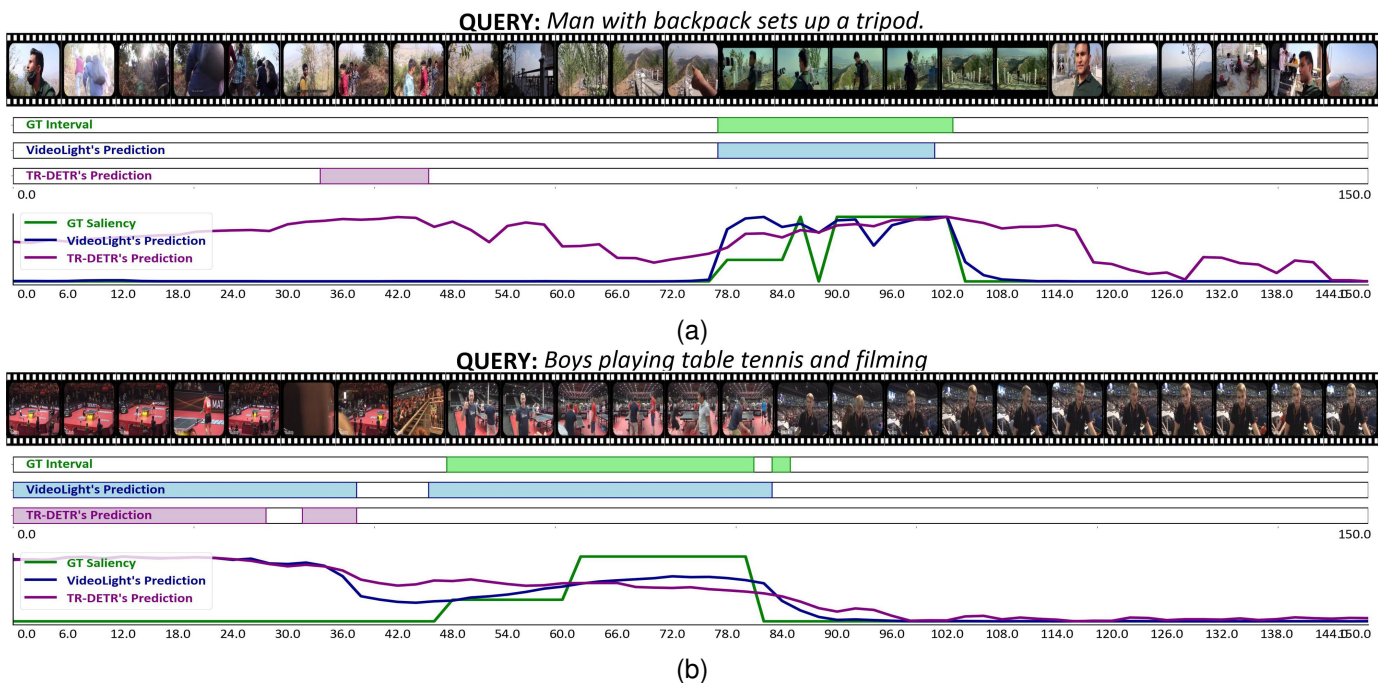 QUERY: Man with backpack sets up a tripod.
GT Interval
VideoLight's Prediction
TR-DETR's Prediction
0.0 150.0
GT Saliency
VideoLight's Prediction
TR-DETR's Prediction
0.0 6.0 12.0 18.0 24.0 30.0 36.0 42.0 48.0 54.0 60.0 66.0 72.0 78.0 84.0 90.0 96.0 102.0 108.0 114.0 120.0 126.0 132.0 138.0 144.0 150.0
(a)
QUERY: Boys playing table tennis and filming
MAT
GT Interval
VideoLight's Prediction
TR-DETR's Prediction
0.0 150.0
GT Saliency
VideoLight's Prediction
TR-DETR's Prediction
0.0 6.0 12.0 18.0 24.0 30.0 36.0 42.0 48.0 54.0 60.0 66.0 72.0 78.0 84.0 90.0 96.0 102.0 108.0 114.0 120.0 126.0 132.0 138.0 144.0 150.0
(b)